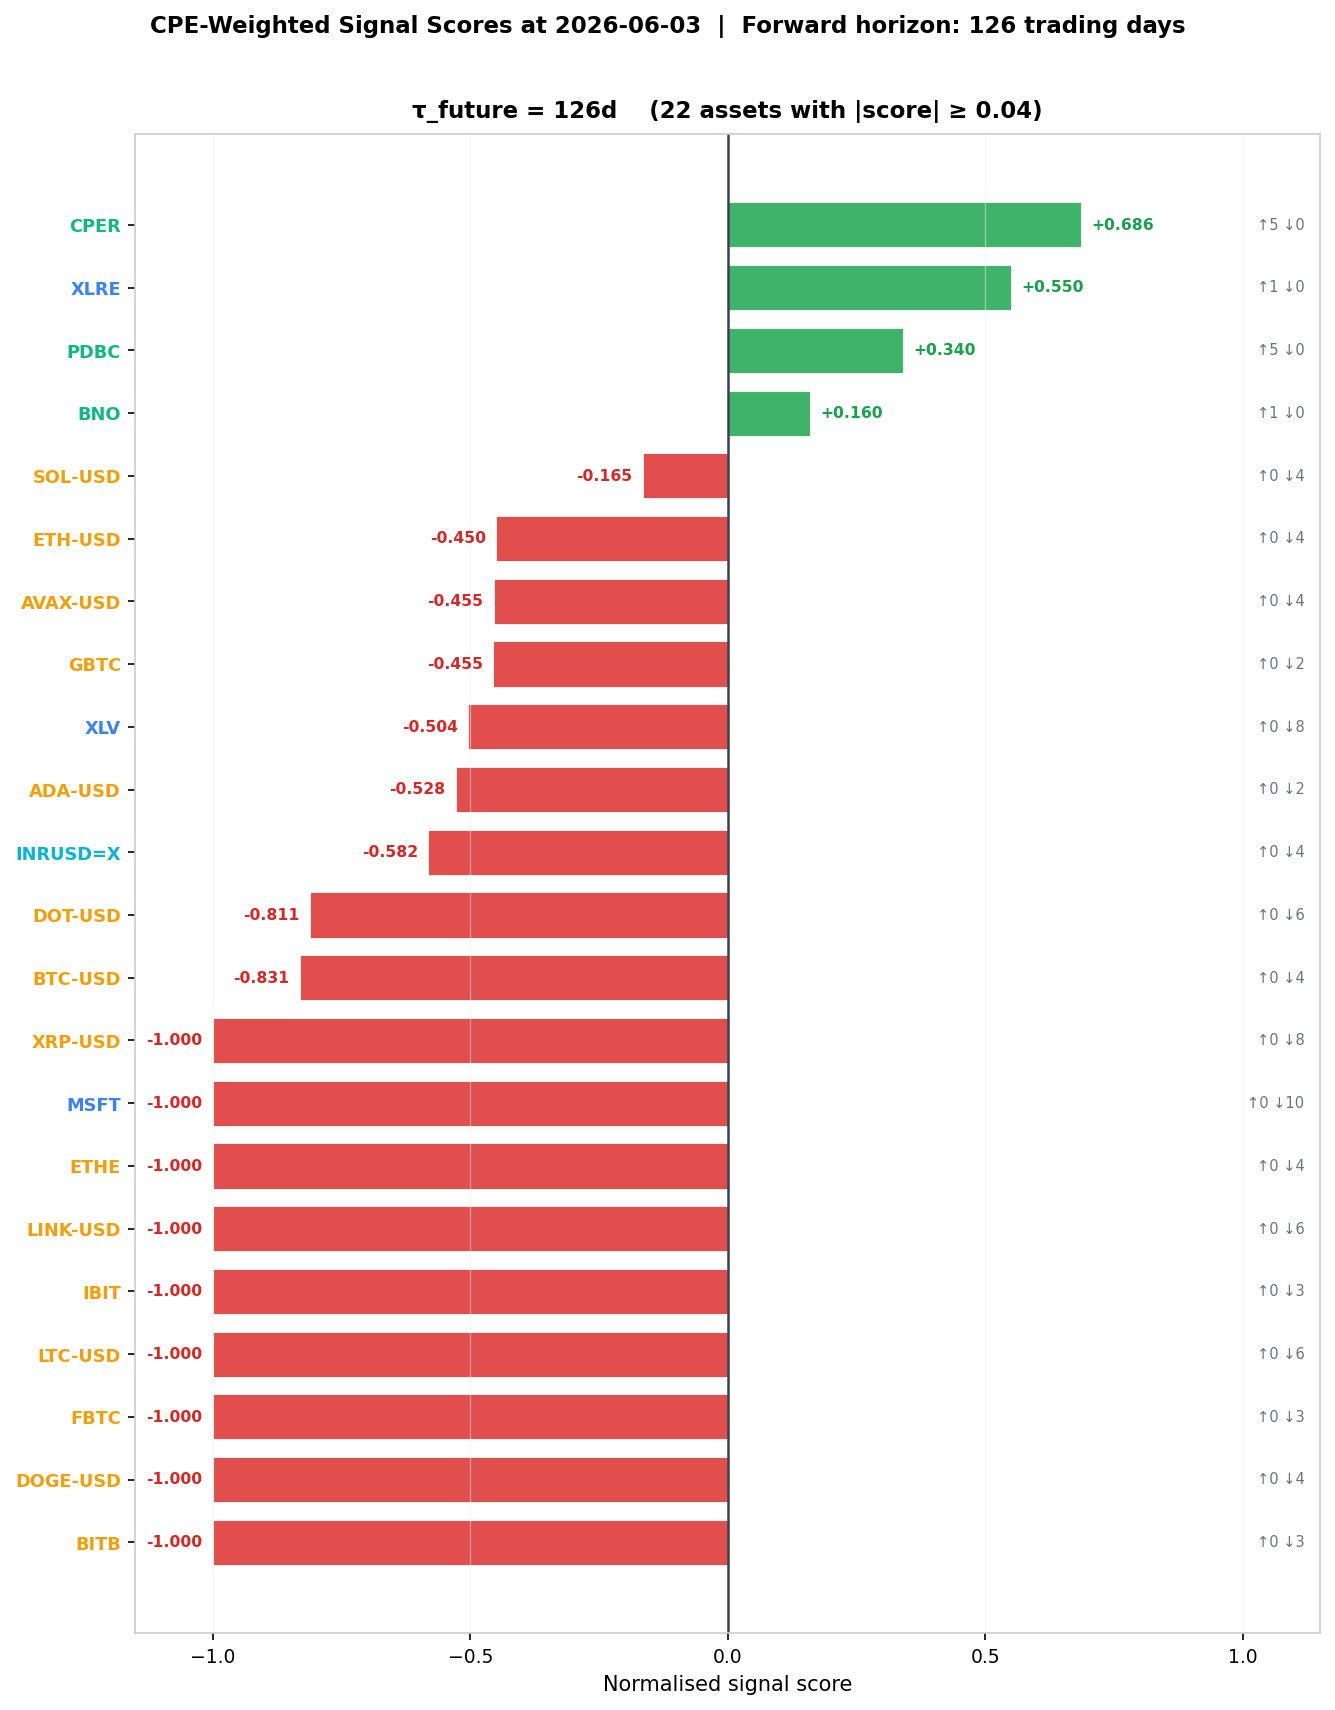 CPE-Weighted Signal Scores at 2026-06-03 | Forward horizon: 126 trading days
τ_future = 126d (22 assets with |score| ≥ 0.04)
CPER +0.686 ↑5 ↓0
XLRE +0.550 ↑1 ↓0
PDBC +0.340 ↑5 ↓0
BNO +0.160 ↑1 ↓0
SOL-USD -0.165 ↑0 ↓4
ETH-USD -0.450 ↑0 ↓4
AVAX-USD -0.455 ↑0 ↓4
GBTC -0.455 ↑0 ↓2
XLV -0.504 ↑0 ↓8
ADA-USD -0.528 ↑0 ↓2
INRUSD=X -0.582 ↑0 ↓4
DOT-USD -0.811 ↑0 ↓6
BTC-USD -0.831 ↑0 ↓4
XRP-USD -1.000 ↑0 ↓8
MSFT -1.000 ↑0 ↓10
ETHE -1.000 ↑0 ↓4
LINK-USD -1.000 ↑0 ↓6
IBIT -1.000 ↑0 ↓3
LTC-USD -1.000 ↑0 ↓6
FBTC -1.000 ↑0 ↓3
DOGE-USD -1.000 ↑0 ↓4
BITB -1.000 ↑0 ↓3
−1.0 −0.5 0.0 0.5 1.0
Normalised signal score